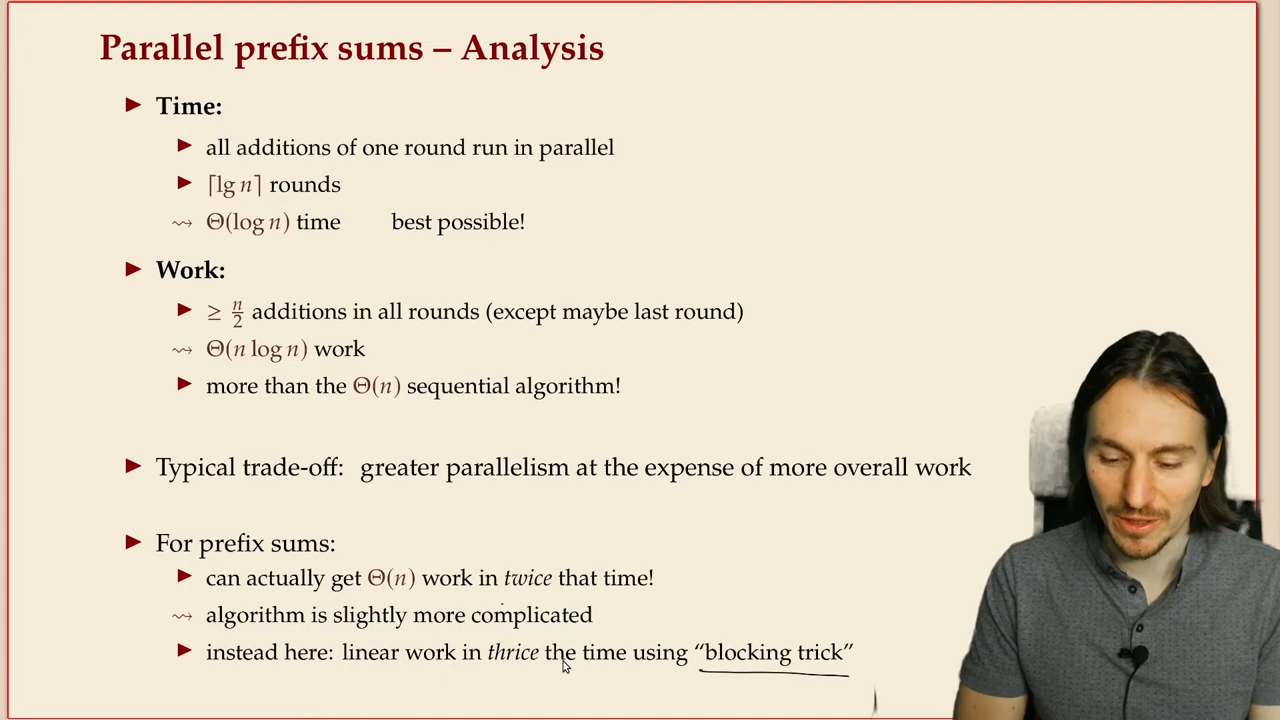 Parallel prefix sums – Analysis
▶ Time:
▶ all additions of one round run in parallel
▶ ⌈lg n⌉ rounds
⇝ Θ(log n) time best possible!
▶ Work:
▶ ≥ n/2 additions in all rounds (except maybe last round)
⇝ Θ(n log n) work
▶ more than the Θ(n) sequential algorithm!
▶ Typical trade-off: greater parallelism at the expense of more overall work
▶ For prefix sums:
▶ can actually get Θ(n) work in twice that time!
⇝ algorithm is slightly more complicated
▶ instead here: linear work in thrice the time using “blocking trick”